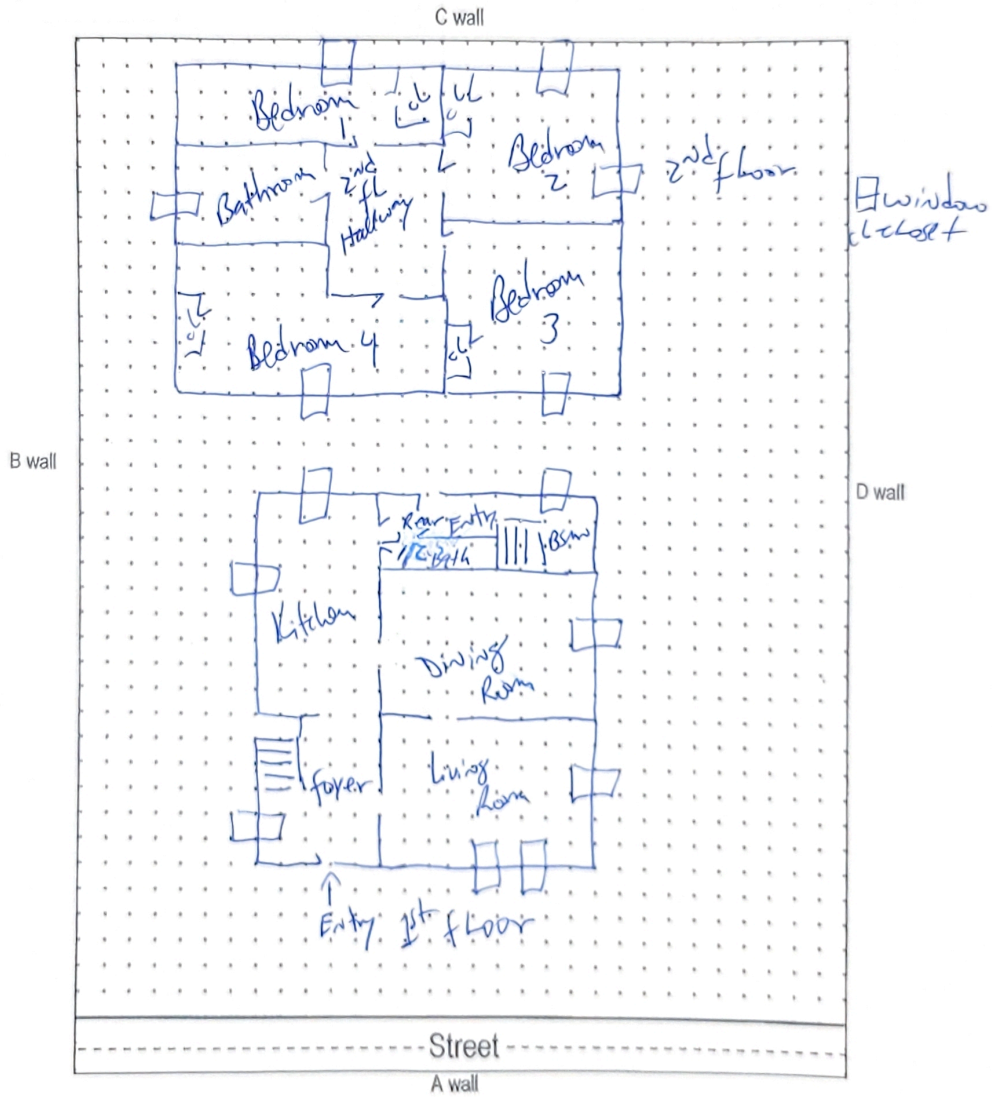 C wall
Bedroom
1
CL
CL
Bedroom
2
2nd floor
window
CL closet
Bathroom
2nd
FL
Hallway
Bedroom
3
CL
CL
Bedroom 4
B wall
D wall
Rear Entry
1/2 Bath
Bsmt
Kitchen
Dining
Room
Living
Room
foyer
Entry 1st floor
Street
A wall